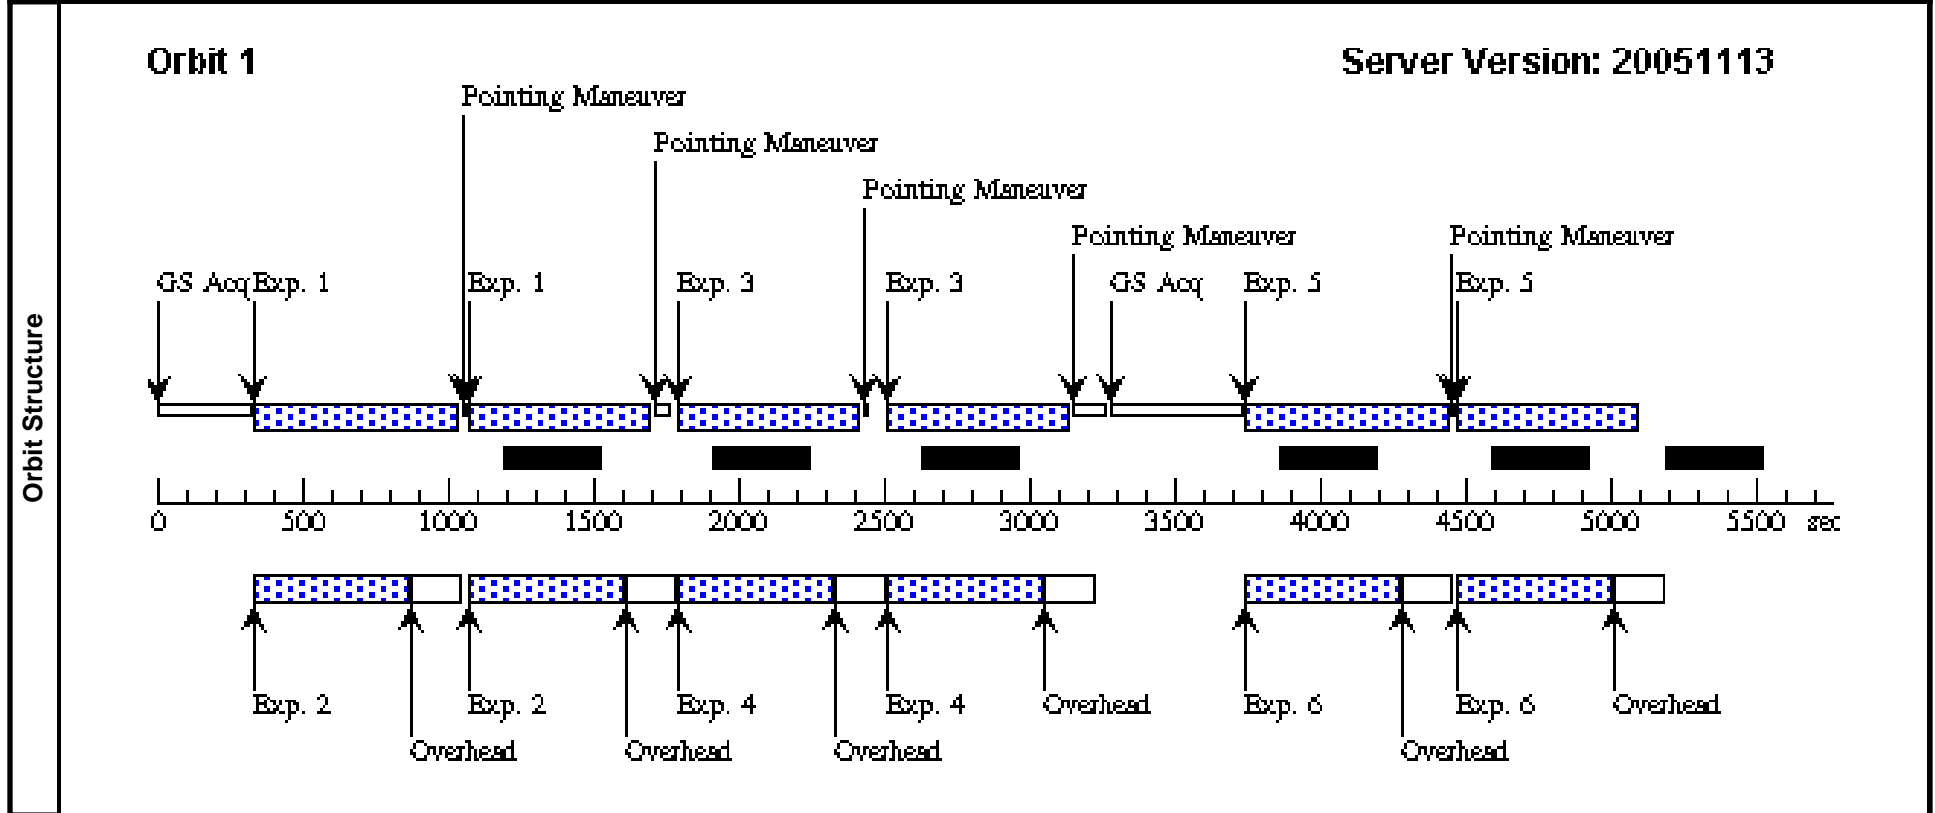 Orbit 1
Server Version: 20051113
Pointing Maneuver
Pointing Maneuver
Pointing Maneuver
Pointing Maneuver
Pointing Maneuver
GS Acq
Exp. 1
Exp. 1
Exp. 3
Exp. 3
GS Acq
Exp. 5
Exp. 5
Orbit Structure
0 500 1000 1500 2000 2500 3000 3500 4000 4500 5000 5500 sec
Exp. 2
Exp. 2
Exp. 4
Exp. 4
Overhead
Exp. 6
Exp. 6
Overhead
Overhead
Overhead
Overhead
Overhead